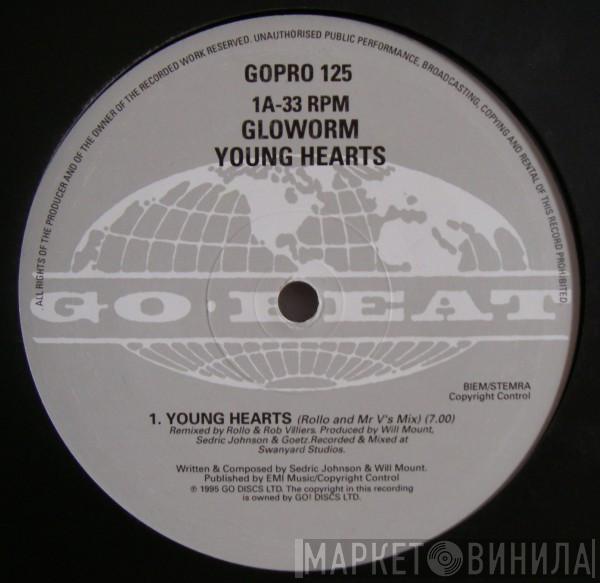 ALL RIGHTS OF THE PRODUCER AND OF THE OWNER OF THE RECORDED WORK RESERVED. UNAUTHORISED PUBLIC PERFORMANCE, BROADCASTING, COPYING AND RENTAL OF THIS RECORD PROHIBITED
GOPRO 125
1A-33 RPM
GLOWORM
YOUNG HEARTS
GO·BEAT
BIEM/STEMRA
Copyright Control
1. YOUNG HEARTS (Rollo and Mr V's Mix) (7.00)
Remixed by Rollo & Rob Villiers. Produced by Will Mount,
Sedric Johnson & Goetz.Recorded & Mixed at
Swanyard Studios.
Written & Composed by Sedric Johnson & Will Mount.
Published by EMI Music/Copyright Control
℗ 1995 GO DISCS LTD. The copyright in this recording
is owned by GO! DISCS LTD.
МАРКЕТ ВИНИЛА